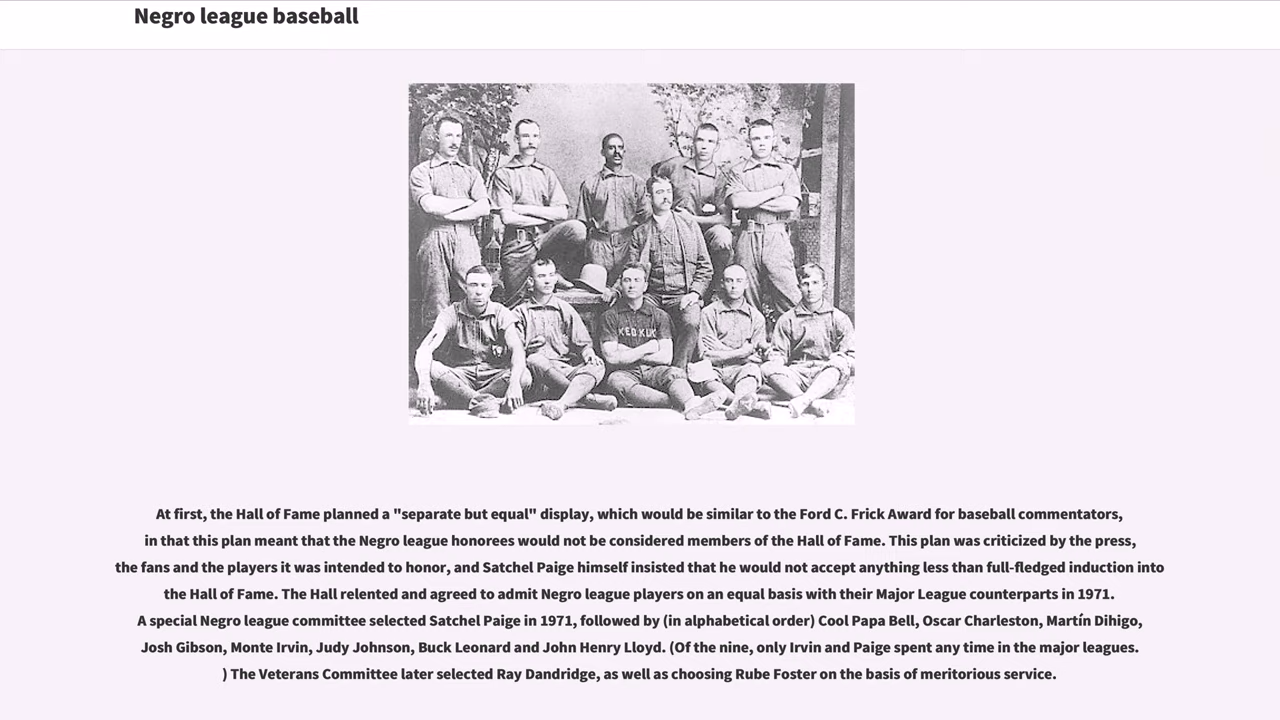 Negro league baseball
KEOKUK
At first, the Hall of Fame planned a "separate but equal" display, which would be similar to the Ford C. Frick Award for baseball commentators,
in that this plan meant that the Negro league honorees would not be considered members of the Hall of Fame. This plan was criticized by the press,
the fans and the players it was intended to honor, and Satchel Paige himself insisted that he would not accept anything less than full-fledged induction into
the Hall of Fame. The Hall relented and agreed to admit Negro league players on an equal basis with their Major League counterparts in 1971.
A special Negro league committee selected Satchel Paige in 1971, followed by (in alphabetical order) Cool Papa Bell, Oscar Charleston, Martín Dihigo,
Josh Gibson, Monte Irvin, Judy Johnson, Buck Leonard and John Henry Lloyd. (Of the nine, only Irvin and Paige spent any time in the major leagues.
) The Veterans Committee later selected Ray Dandridge, as well as choosing Rube Foster on the basis of meritorious service.